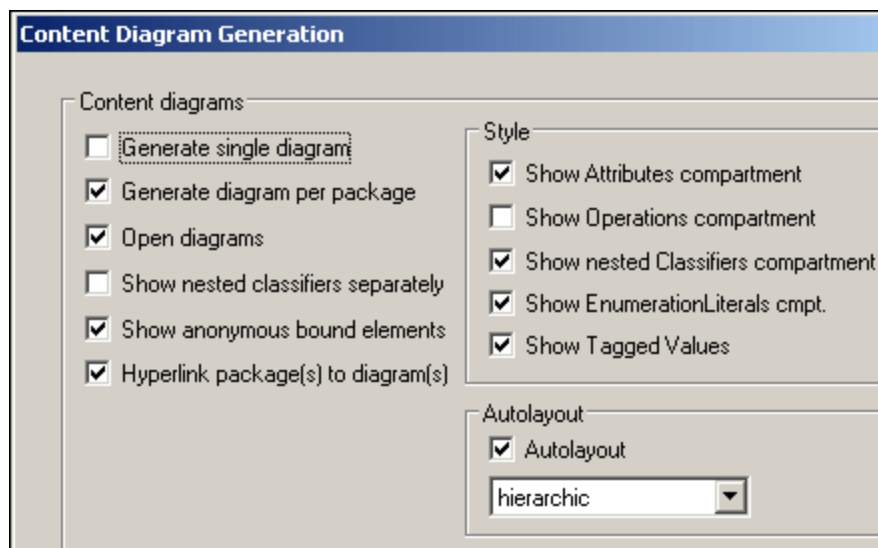 Content Diagram Generation
Content diagrams
Generate single diagram
Generate diagram per package
Open diagrams
Show nested classifiers separately
Show anonymous bound elements
Hyperlink package(s) to diagram(s)
Style
Show Attributes compartment
Show Operations compartment
Show nested Classifiers compartment
Show EnumerationLiterals cmpt.
Show Tagged Values
Autolayout
Autolayout
hierarchic